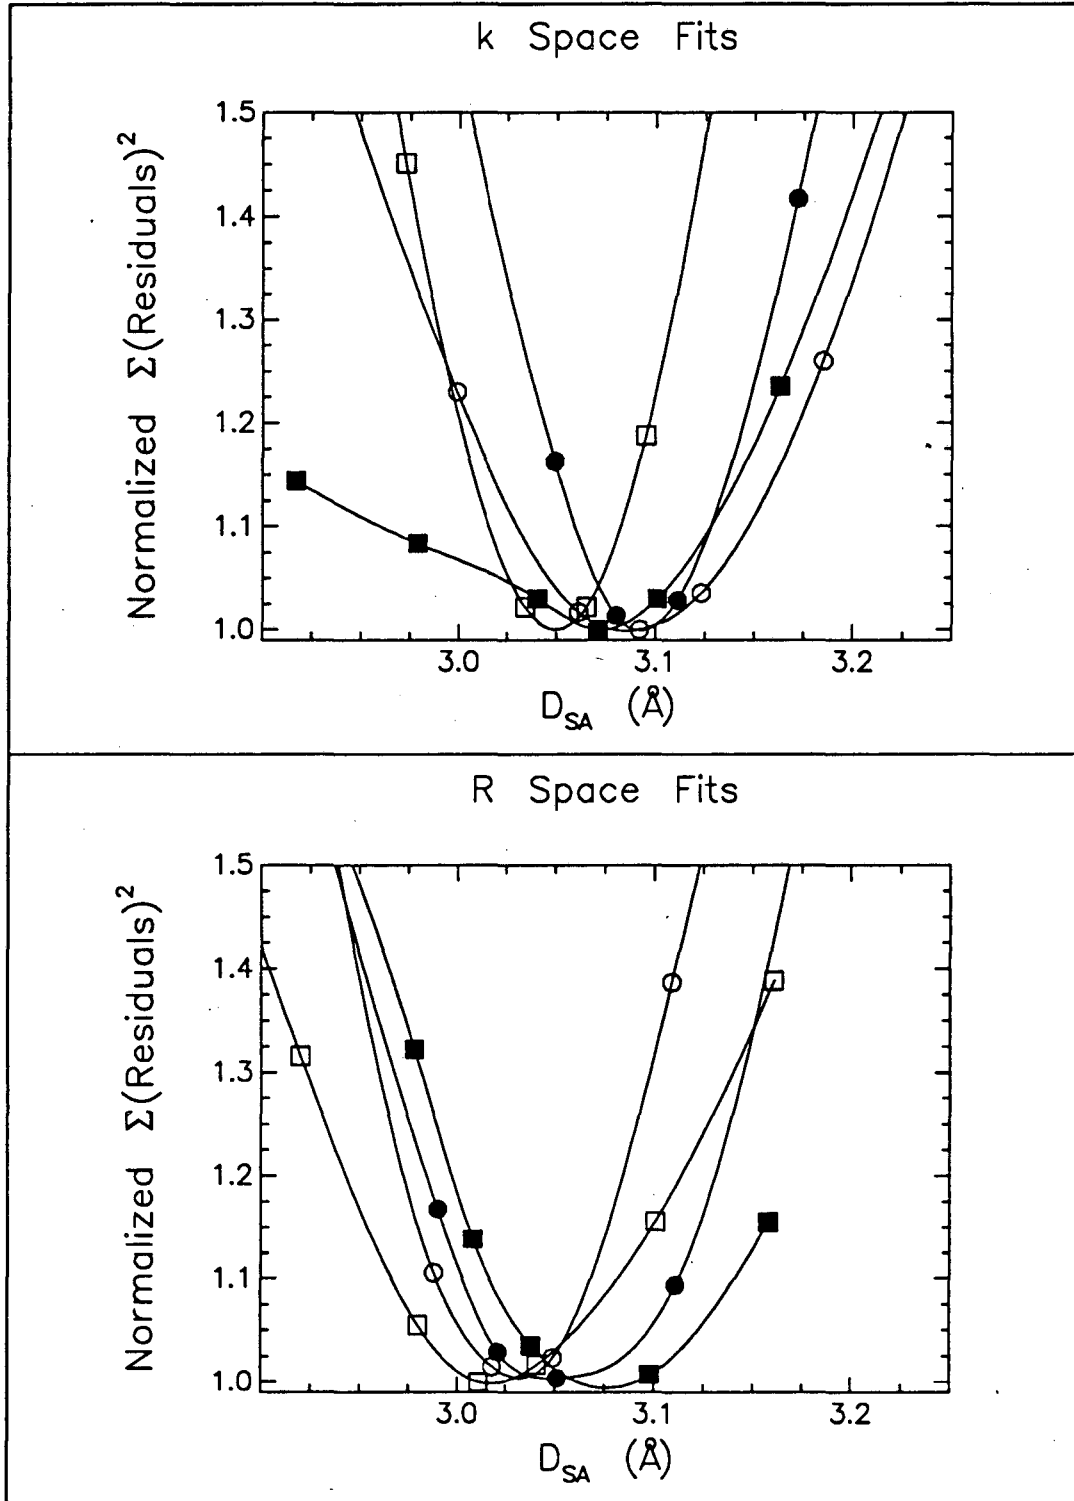 k Space Fits
Normalized Σ(Residuals)²
1.5
1.4
1.3
1.2
1.1
1.0
3.0 3.1 3.2
D_SA (Å)
R Space Fits
Normalized Σ(Residuals)²
1.5
1.4
1.3
1.2
1.1
1.0
3.0 3.1 3.2
D_SA (Å)